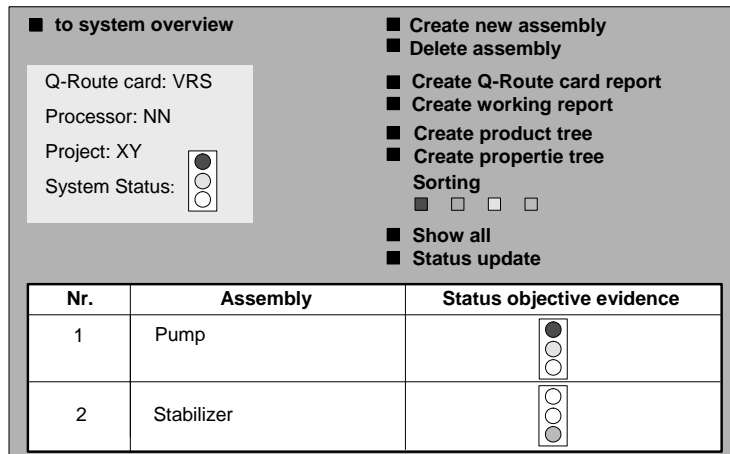 to system overview
Create new assembly
Delete assembly
Q-Route card: VRS
Processor: NN
Project: XY
System Status:
Create Q-Route card report
Create working report
Create product tree
Create propertie tree
Sorting
Show all
Status update
Nr. Assembly Status objective evidence
1 Pump
2 Stabilizer